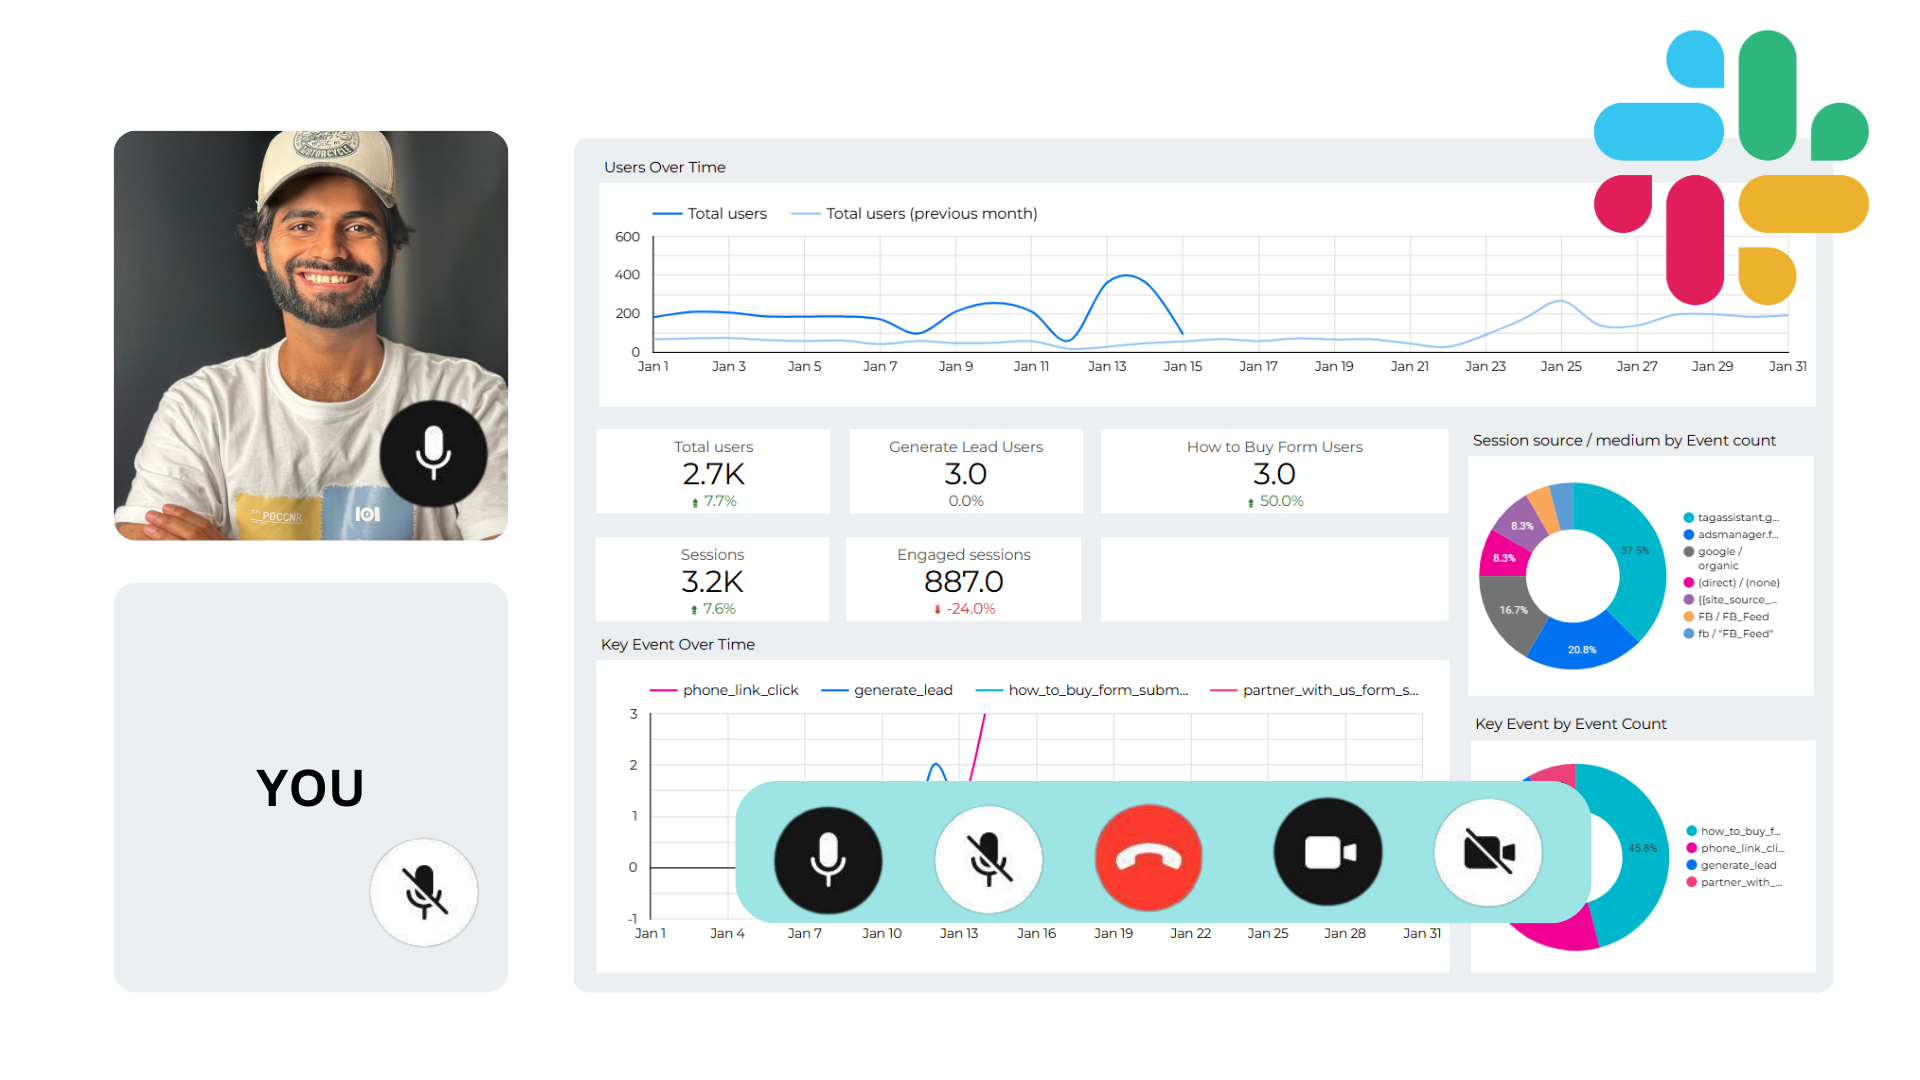 MOTORCYCLE
POCCNR
YOU
Users Over Time
Total users
Total users (previous month)
600
400
200
0
Jan 1
Jan 3
Jan 5
Jan 7
Jan 9
Jan 11
Jan 13
Jan 15
Jan 17
Jan 19
Jan 21
Jan 23
Jan 25
Jan 27
Jan 29
Jan 31
Total users
2.7K
7.7%
Generate Lead Users
3.0
0.0%
How to Buy Form Users
3.0
50.0%
Sessions
3.2K
7.6%
Engaged sessions
887.0
-24.0%
Session source / medium by Event count
37.5%
20.8%
16.7%
8.3%
8.3%
tagassistant.g...
adsmanager.f...
google /
organic
(direct) / (none)
{{site_source_...
FB / FB_Feed
fb / "FB_Feed"
Key Event Over Time
phone_link_click
generate_lead
how_to_buy_form_subm...
partner_with_us_form_s...
3
2
1
0
-1
Jan 1
Jan 4
Jan 7
Jan 10
Jan 13
Jan 16
Jan 19
Jan 22
Jan 25
Jan 28
Jan 31
Key Event by Event Count
45.8%
how_to_buy_f...
phone_link_cli...
generate_lead
partner_with_...